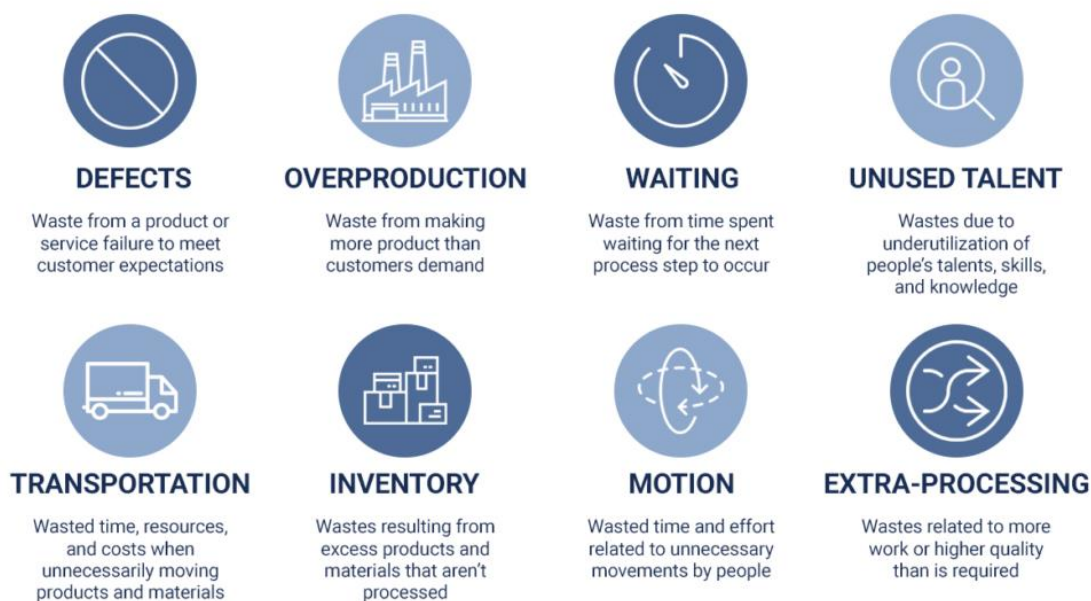 DEFECTS
Waste from a product or
service failure to meet
customer expectations
OVERPRODUCTION
Waste from making
more product than
customers demand
WAITING
Waste from time spent
waiting for the next
process step to occur
UNUSED TALENT
Wastes due to
underutilization of
people's talents, skills,
and knowledge
TRANSPORTATION
Wasted time, resources,
and costs when
unnecessarily moving
products and materials
INVENTORY
Wastes resulting from
excess products and
materials that aren't
processed
MOTION
Wasted time and effort
related to unnecessary
movements by people
EXTRA-PROCESSING
Wastes related to more
work or higher quality
than is required